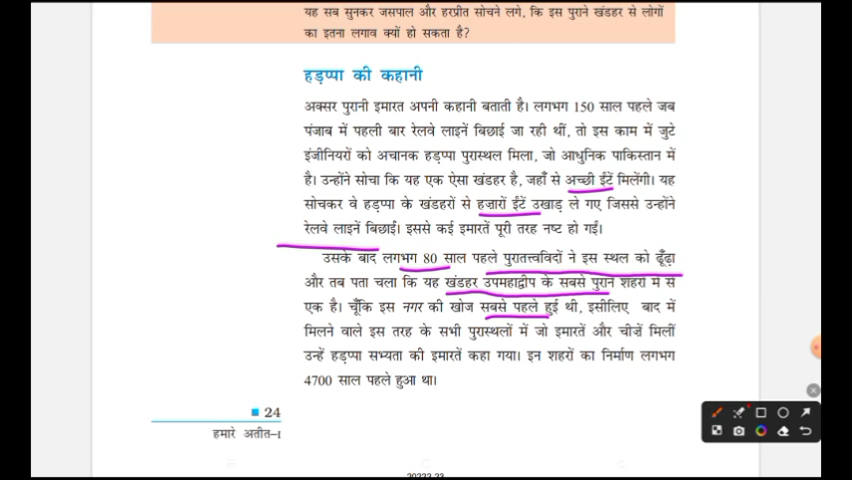 यह सब सुनकर जसपाल और हरप्रीत सोचने लगे, कि इस पुराने खंडहर से लोगों
का इतना लगाव क्यों हो सकता है?
हड़प्पा की कहानी
अक्सर पुरानी इमारत अपनी कहानी बताती है। लगभग 150 साल पहले जब
पंजाब में पहली बार रेलवे लाइनें बिछाई जा रही थीं, तो इस काम में जुटे
इंजीनियरों को अचानक हड़प्पा पुरास्थल मिला, जो आधुनिक पाकिस्तान में
है। उन्होंने सोचा कि यह एक ऐसा खंडहर है, जहाँ से अच्छी ईंटें मिलेंगी। यह
सोचकर वे हड़प्पा के खंडहरों से हज़ारों ईंटें उखाड़ ले गए जिससे उन्होंने
रेलवे लाइनें बिछाईं। इससे कई इमारतें पूरी तरह नष्ट हो गईं।
उसके बाद लगभग 80 साल पहले पुरातत्त्वविदों ने इस स्थल को ढूँढ़ा
और तब पता चला कि यह खंडहर उपमहाद्वीप के सबसे पुराने शहरों में से
एक है। चूँकि इस नगर की खोज सबसे पहले हुई थी, इसीलिए बाद में
मिलने वाले इस तरह के सभी पुरास्थलों में जो इमारतें और चीज़ें मिलीं
उन्हें हड़प्पा सभ्यता की इमारतें कहा गया। इन शहरों का निर्माण लगभग
4700 साल पहले हुआ था।
24
हमारे अतीत–I
20222-23